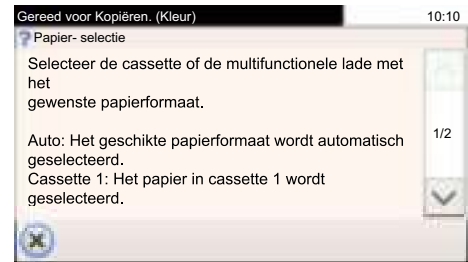 Gereed voor Kopiëren. (Kleur) 10:10
Papier- selectie
Selecteer de cassette of de multifunctionele lade met
het
gewenste papierformaat.
Auto: Het geschikte papierformaat wordt automatisch
geselecteerd.
Cassette 1: Het papier in cassette 1 wordt
geselecteerd.
1/2